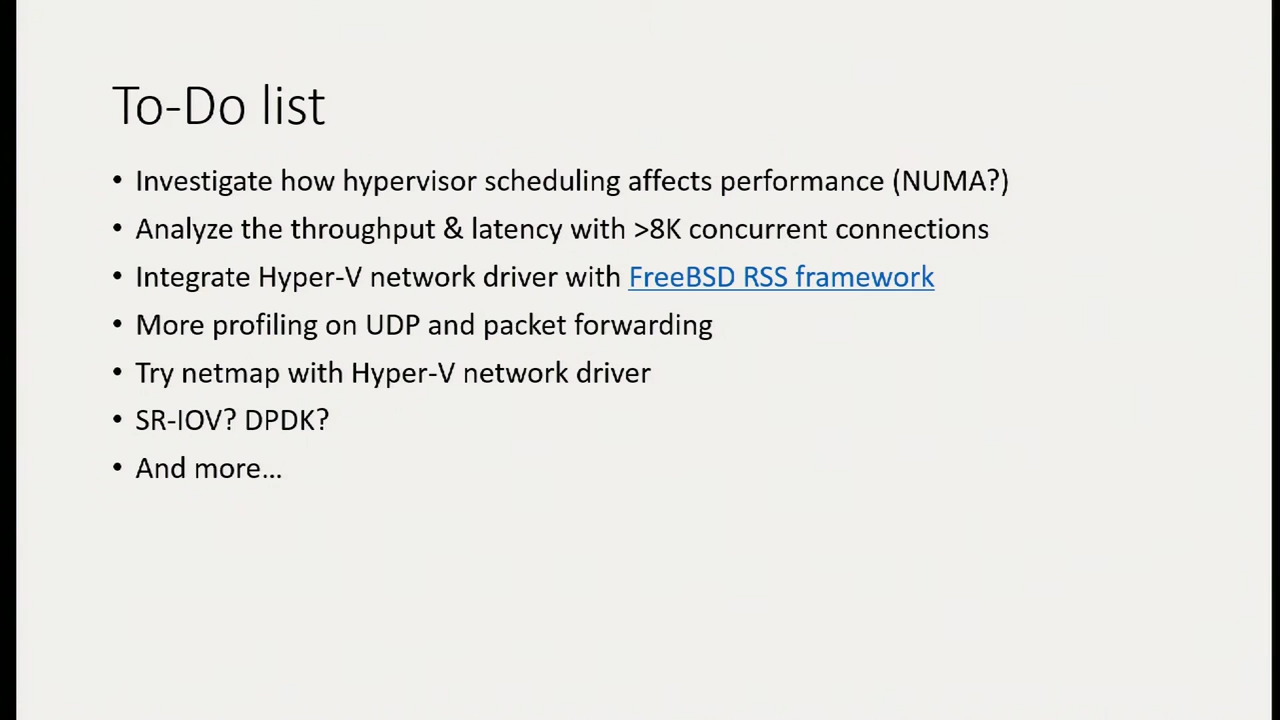 To-Do list
• Investigate how hypervisor scheduling affects performance (NUMA?)
• Analyze the throughput & latency with >8K concurrent connections
• Integrate Hyper-V network driver with FreeBSD RSS framework
• More profiling on UDP and packet forwarding
• Try netmap with Hyper-V network driver
• SR-IOV? DPDK?
• And more…